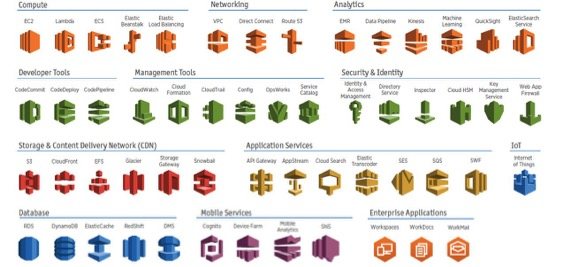 Compute
Networking
Analytics
EC2
Lambda
ECS
Elastic Beanstalk
Elastic Load Balancing
VPC
Direct Connect
Route 53
EMR
Data Pipeline
Kinesis
Machine Learning
QuickSight
ElasticSearch Service
Developer Tools
Management Tools
Security & Identity
CodeCommit
CodeDeploy
CodePipeline
CloudWatch
Cloud Formation
CloudTrail
Config
OpsWorks
Service Catalog
Identity & Access Management
Directory Service
Inspector
Cloud HSM
Key Management Service
Web App Firewall
Storage & Content Delivery Network (CDN)
Application Services
IoT
S3
CloudFront
EFS
Glacier
Storage Gateway
Snowball
API Gateway
AppStream
Cloud Search
Elastic Transcoder
SES
SQS
SWF
Internet of Things
Database
Mobile Services
Enterprise Applications
RDS
DynamoDB
ElasticCache
RedShift
DMS
Cognito
Device Farm
Mobile Analytics
SNS
Workspaces
WorkDocs
WorkMail